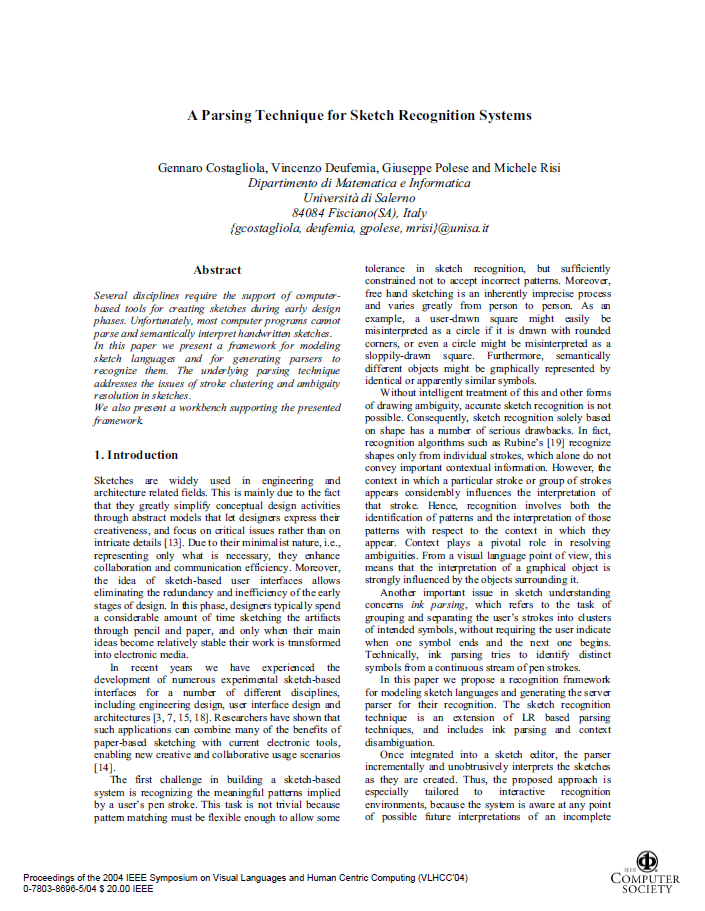 A Parsing Technique for Sketch Recognition Systems
Gennaro Costagliola, Vincenzo Deufemia, Giuseppe Polese and Michele Risi
Dipartimento di Matematica e Informatica
Università di Salerno
84084 Fisciano(SA), Italy
{gcostagliola, deufemia, gpolese, mrisi}@unisa.it
Abstract
Several disciplines require the support of computer-
based tools for creating sketches during early design
phases. Unfortunately, most computer programs cannot
parse and semantically interpret handwritten sketches.
In this paper we present a framework for modeling
sketch languages and for generating parsers to
recognize them. The underlying parsing technique
addresses the issues of stroke clustering and ambiguity
resolution in sketches.
We also present a workbench supporting the presented
framework.
1. Introduction
Sketches are widely used in engineering and
architecture related fields. This is mainly due to the fact
that they greatly simplify conceptual design activities
through abstract models that let designers express their
creativeness, and focus on critical issues rather than on
intricate details [13]. Due to their minimalist nature, i.e.,
representing only what is necessary, they enhance
collaboration and communication efficiency. Moreover,
the idea of sketch-based user interfaces allows
eliminating the redundancy and inefficiency of the early
stages of design. In this phase, designers typically spend
a considerable amount of time sketching the artifacts
through pencil and paper, and only when their main
ideas become relatively stable their work is transformed
into electronic media.
In recent years we have experienced the
development of numerous experimental sketch-based
interfaces for a number of different disciplines,
including engineering design, user interface design and
architectures [3, 7, 15, 18]. Researchers have shown that
such applications can combine many of the benefits of
paper-based sketching with current electronic tools,
enabling new creative and collaborative usage scenarios
[14].
The first challenge in building a sketch-based
system is recognizing the meaningful patterns implied
by a user's pen stroke. This task is not trivial because
pattern matching must be flexible enough to allow some
tolerance in sketch recognition, but sufficiently
constrained not to accept incorrect patterns. Moreover,
free hand sketching is an inherently imprecise process
and varies greatly from person to person. As an
example, a user-drawn square might easily be
misinterpreted as a circle if it is drawn with rounded
corners, or even a circle might be misinterpreted as a
sloppily-drawn square. Furthermore, semantically
different objects might be graphically represented by
identical or apparently similar symbols.
Without intelligent treatment of this and other forms
of drawing ambiguity, accurate sketch recognition is not
possible. Consequently, sketch recognition solely based
on shape has a number of serious drawbacks. In fact,
recognition algorithms such as Rubine's [19] recognize
shapes only from individual strokes, which alone do not
convey important contextual information. However, the
context in which a particular stroke or group of strokes
appears considerably influences the interpretation of
that stroke. Hence, recognition involves both the
identification of patterns and the interpretation of those
patterns with respect to the context in which they
appear. Context plays a pivotal role in resolving
ambiguities. From a visual language point of view, this
means that the interpretation of a graphical object is
strongly influenced by the objects surrounding it.
Another important issue in sketch understanding
concerns ink parsing, which refers to the task of
grouping and separating the user's strokes into clusters
of intended symbols, without requiring the user indicate
when one symbol ends and the next one begins.
Technically, ink parsing tries to identify distinct
symbols from a continuous stream of pen strokes.
In this paper we propose a recognition framework
for modeling sketch languages and generating the server
parser for their recognition. The sketch recognition
technique is an extension of LR based parsing
techniques, and includes ink parsing and context
disambiguation.
Once integrated into a sketch editor, the parser
incrementally and unobtrusively interprets the sketches
as they are created. Thus, the proposed approach is
especially tailored to interactive recognition
environments, because the system is aware at any point
of possible future interpretations of an incomplete
Proceedings of the 2004 IEEE Symposium on Visual Languages and Human Centric Computing (VLHCC'04)
0-7803-8696-5/04 $ 20.00 IEEE
IEEE
COMPUTER
SOCIETY